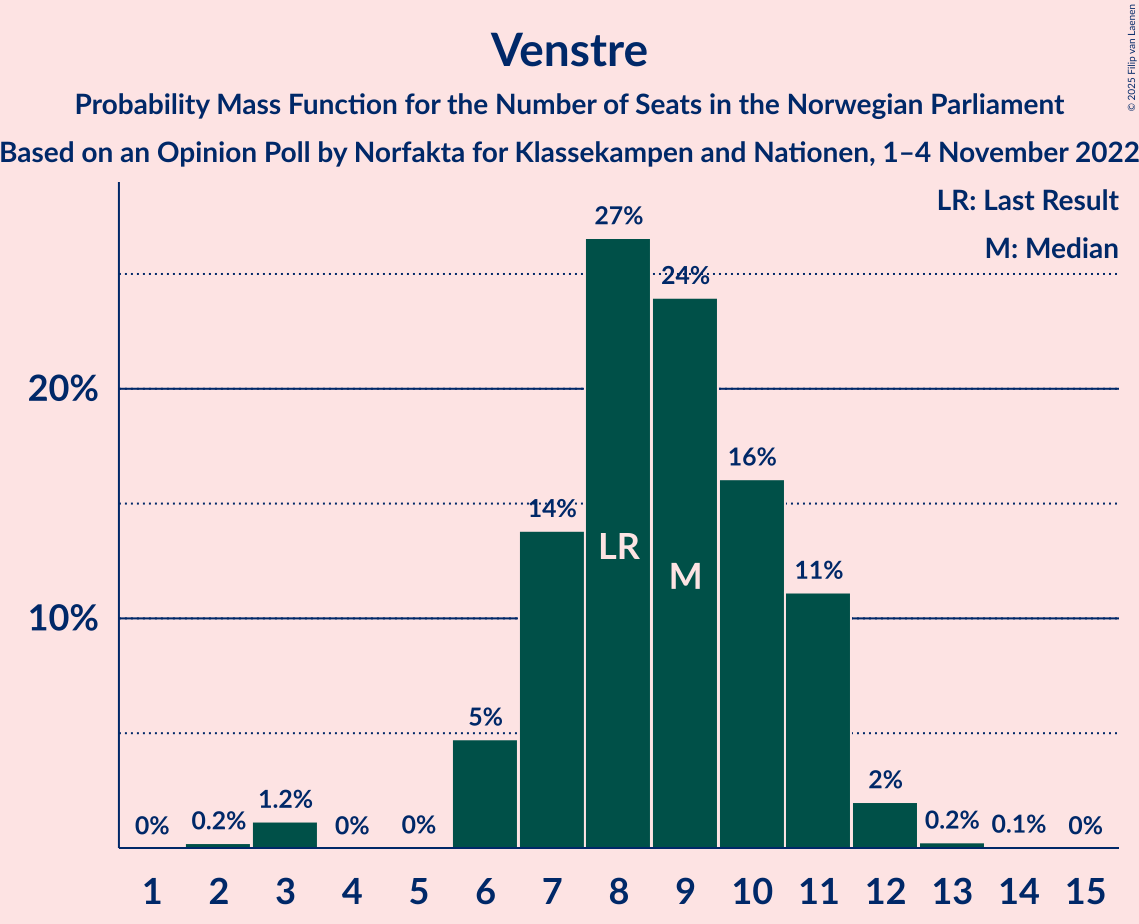 Venstre
Probability Mass Function for the Number of Seats in the Norwegian Parliament
Based on an Opinion Poll by Norfakta for Klassekampen and Nationen, 1–4 November 2022
© 2025 Filip van Laenen
LR: Last Result
M: Median
20%
10%
0%
0.2%
1.2%
0%
0%
5%
14%
27%
24%
16%
11%
2%
0.2%
0.1%
0%
LR
M
1 2 3 4 5 6 7 8 9 10 11 12 13 14 15